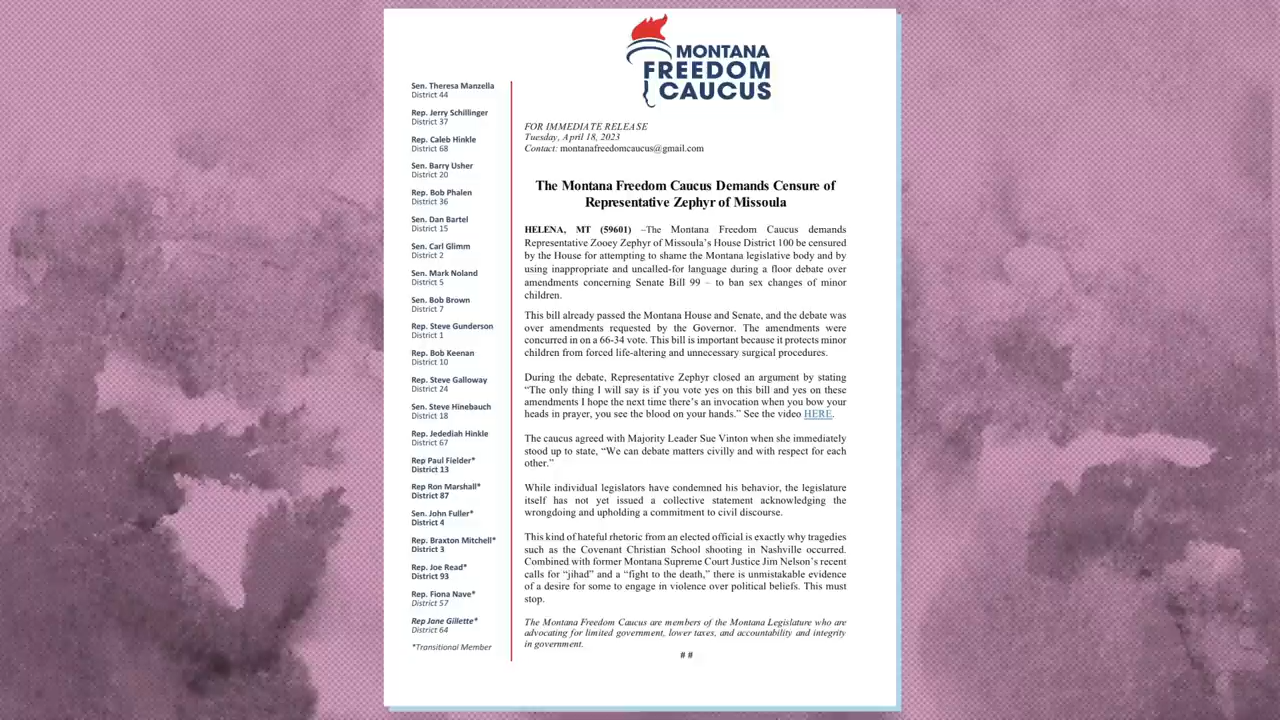 MONTANA
FREEDOM
CAUCUS
Sen. Theresa Manzella
District 44
Rep. Jerry Schillinger
District 37
Rep. Caleb Hinkle
District 68
Sen. Barry Usher
District 20
Rep. Bob Phalen
District 36
Sen. Dan Bartel
District 15
Sen. Carl Glimm
District 2
Sen. Mark Noland
District 5
Sen. Bob Brown
District 7
Rep. Steve Gunderson
District 1
Rep. Bob Keenan
District 10
Rep. Steve Galloway
District 24
Sen. Steve Hinebauch
District 18
Rep. Jedediah Hinkle
District 67
Rep Paul Fielder*
District 13
Rep Ron Marshall*
District 87
Sen. John Fuller*
District 4
Rep. Braxton Mitchell*
District 3
Rep. Joe Read*
District 93
Rep. Fiona Nave*
District 57
Rep Jane Gillette*
District 64
*Transitional Member
FOR IMMEDIATE RELEASE
Tuesday, April 18, 2023
Contact: montanafreedomcaucus@gmail.com
The Montana Freedom Caucus Demands Censure of
Representative Zephyr of Missoula
HELENA, MT (59601) –The Montana Freedom Caucus demands
Representative Zooey Zephyr of Missoula's House District 100 be censured
by the House for attempting to shame the Montana legislative body and by
using inappropriate and uncalled-for language during a floor debate over
amendments concerning Senate Bill 99 – to ban sex changes of minor
children.
This bill already passed the Montana House and Senate, and the debate was
over amendments requested by the Governor. The amendments were
concurred in on a 66-34 vote. This bill is important because it protects minor
children from forced life-altering and unnecessary surgical procedures.
During the debate, Representative Zephyr closed an argument by stating
“The only thing I will say is if you vote yes on this bill and yes on these
amendments I hope the next time there’s an invocation when you bow your
heads in prayer, you see the blood on your hands.” See the video HERE.
The caucus agreed with Majority Leader Sue Vinton when she immediately
stood up to state, “We can debate matters civilly and with respect for each
other.”
While individual legislators have condemned his behavior, the legislature
itself has not yet issued a collective statement acknowledging the
wrongdoing and upholding a commitment to civil discourse.
This kind of hateful rhetoric from an elected official is exactly why tragedies
such as the Covenant Christian School shooting in Nashville occurred.
Combined with former Montana Supreme Court Justice Jim Nelson’s recent
calls for “jihad” and a “fight to the death,” there is unmistakable evidence
of a desire for some to engage in violence over political beliefs. This must
stop.
The Montana Freedom Caucus are members of the Montana Legislature who are
advocating for limited government, lower taxes, and accountability and integrity
in government.
# #